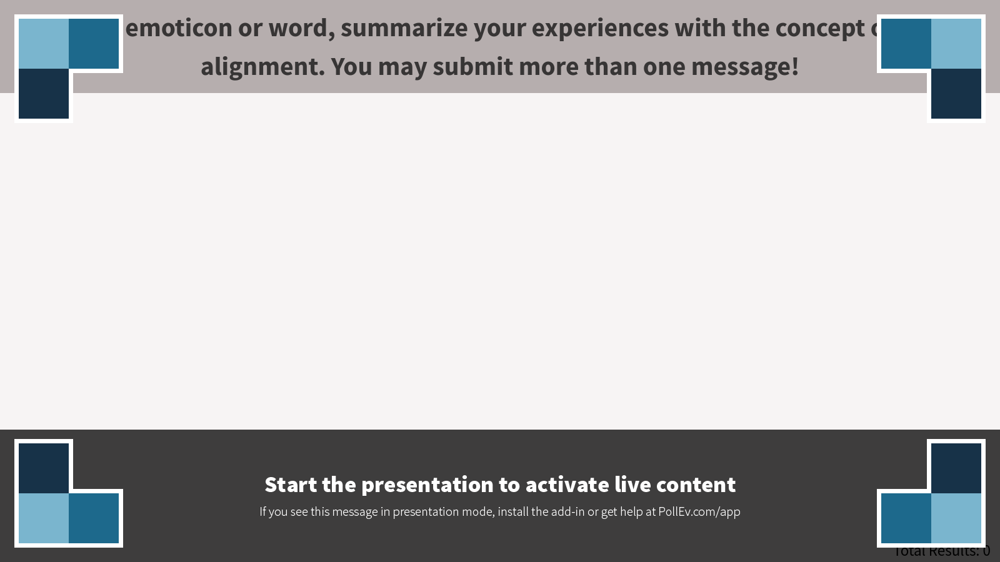 emoticon or word, summarize your experiences with the concept
alignment. You may submit more than one message!
Start the presentation to activate live content
If you see this message in presentation mode, install the add-in or get help at PollEv.com/app
Total Results: 0